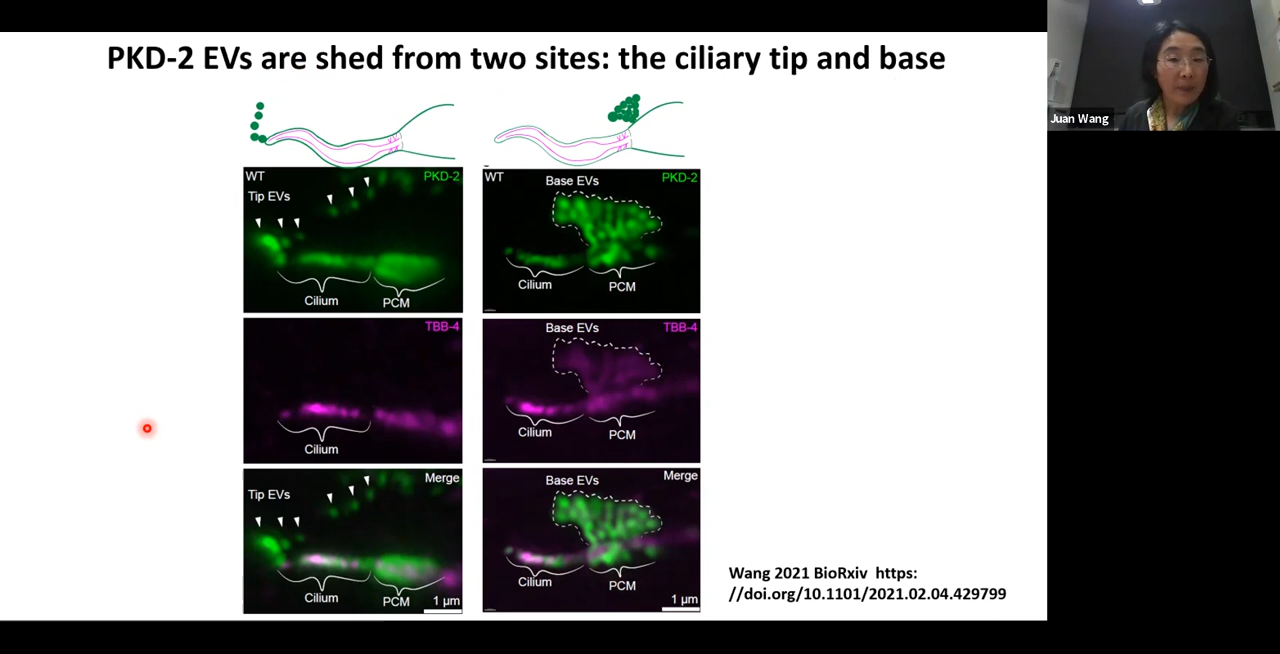 PKD-2 EVs are shed from two sites: the ciliary tip and base
Juan Wang
WT
PKD-2
Tip EVs
Cilium
PCM
WT
PKD-2
Base EVs
Cilium
PCM
TBB-4
Cilium
TBB-4
Base EVs
Cilium
PCM
Merge
Tip EVs
Cilium
PCM
1 µm
Merge
Base EVs
Cilium
PCM
1 µm
Wang 2021 BioRxiv https:
//doi.org/10.1101/2021.02.04.429799